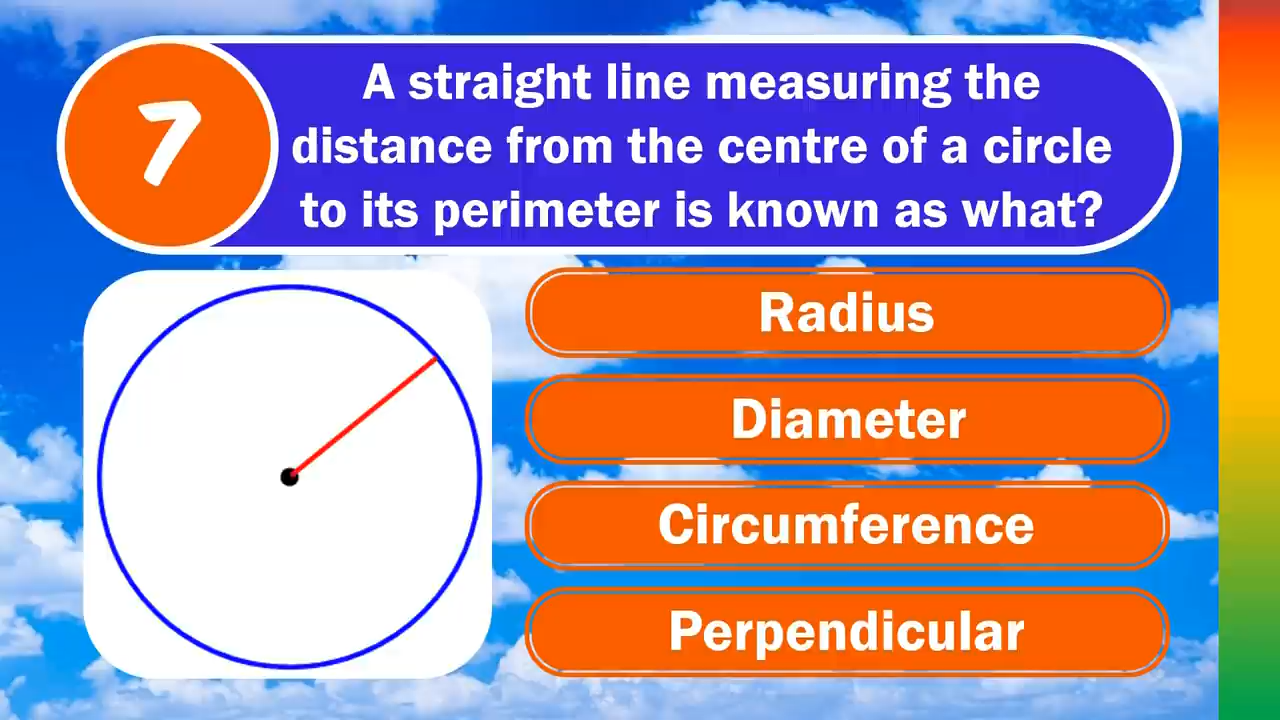 7
A straight line measuring the
distance from the centre of a circle
to its perimeter is known as what?
Radius
Diameter
Circumference
Perpendicular